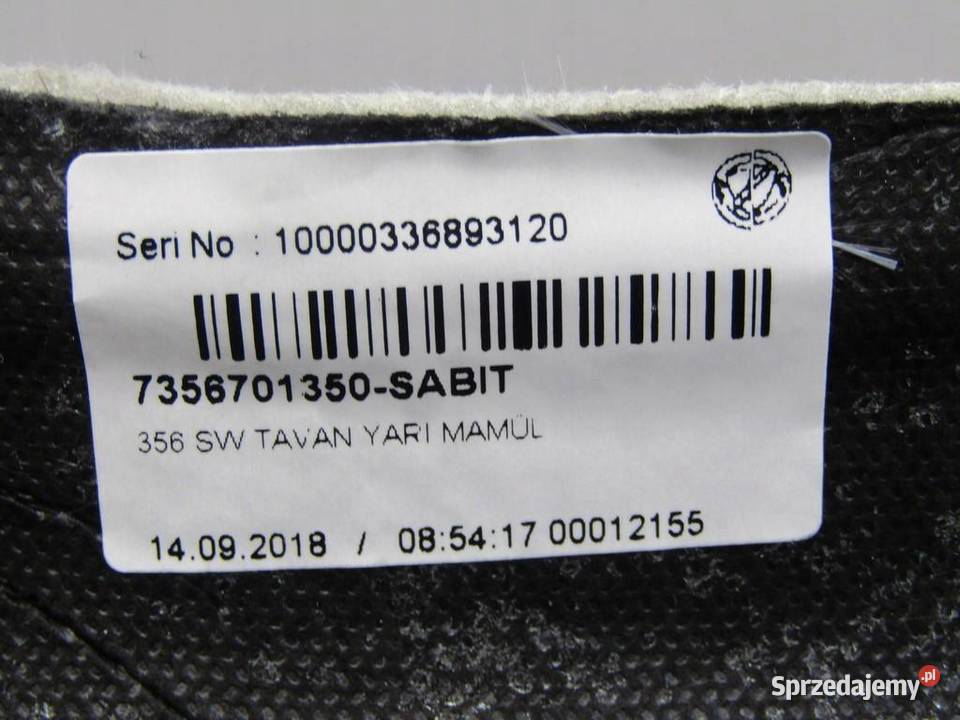 Seri No : 10000336893120
7356701350-SABIT
356 SW TAVAN YARI MAMÜL
14.09.2018 / 08:54:17 00012155
Sprzedajemy.pl